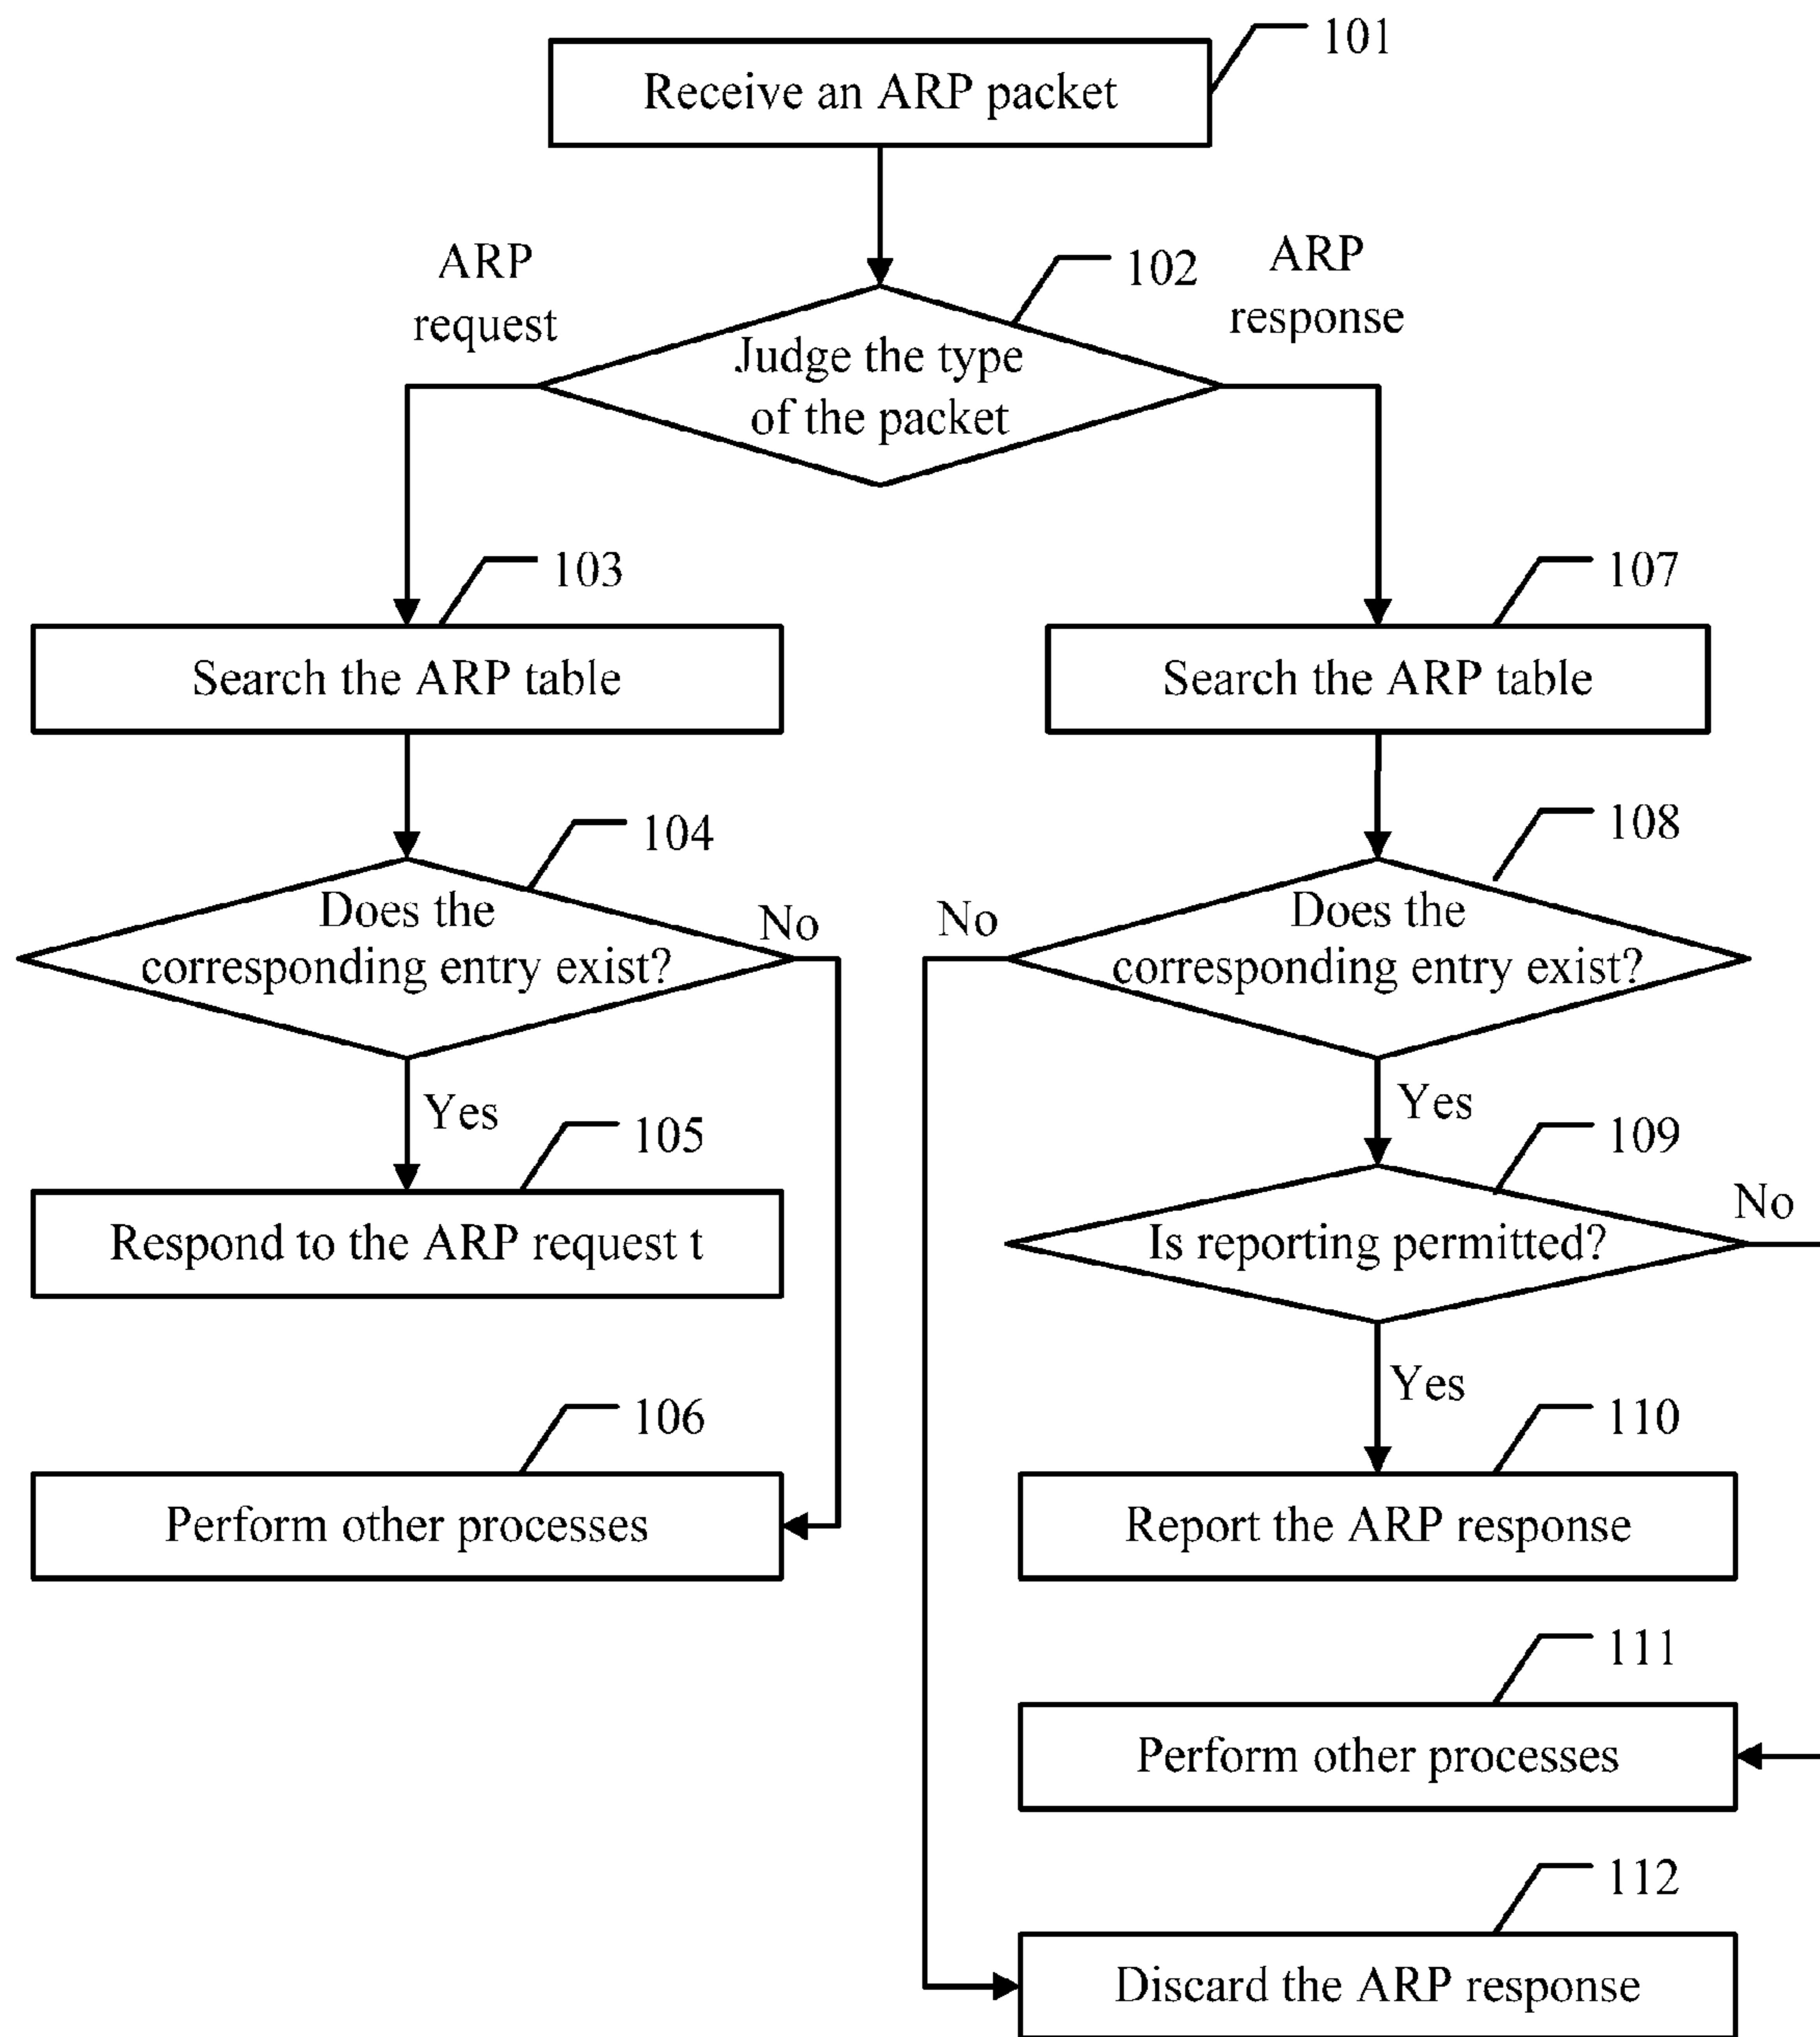 Receive an ARP packet
101
ARP
request
102
ARP
response
Judge the type
of the packet
103
107
Search the ARP table
Search the ARP table
104
108
Does the
corresponding entry exist?
No
No
Does the
corresponding entry exist?
Yes
Yes
105
109
Respond to the ARP request t
Is reporting permitted?
No
Yes
106
110
Perform other processes
Report the ARP response
111
Perform other processes
112
Discard the ARP response